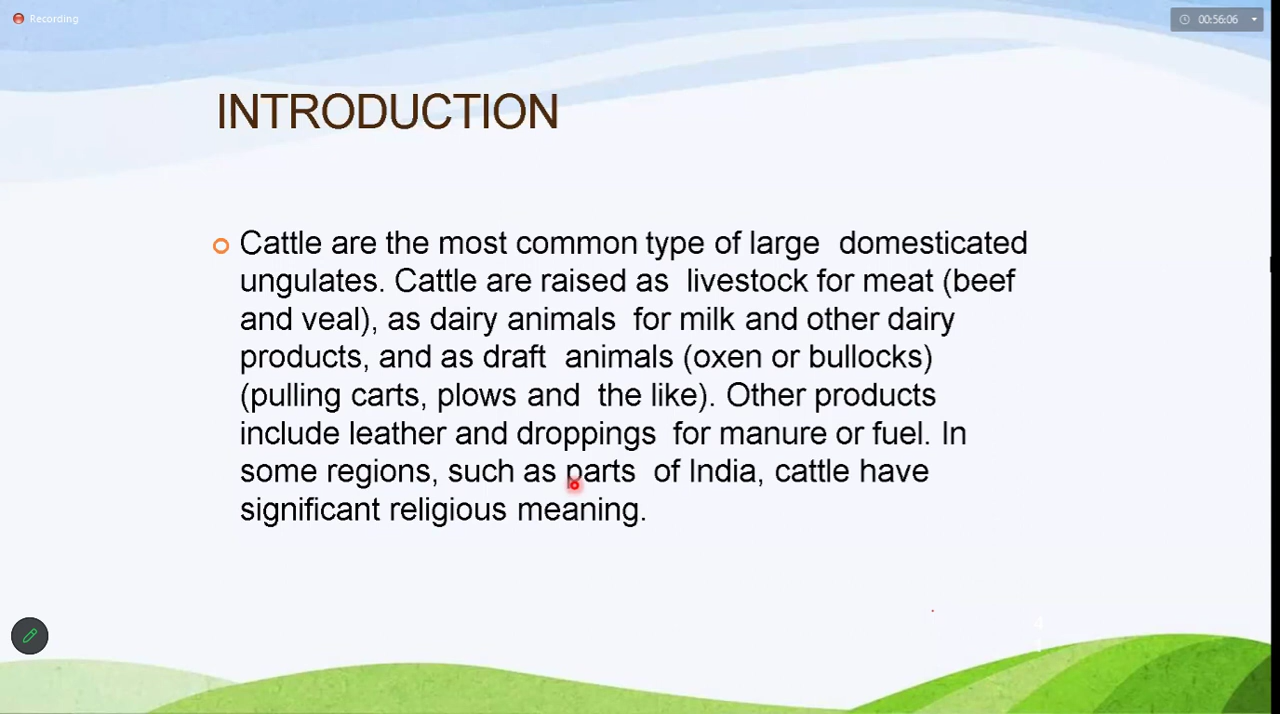 Recording
00:56:06
INTRODUCTION
Cattle are the most common type of large domesticated
ungulates. Cattle are raised as livestock for meat (beef
and veal), as dairy animals for milk and other dairy
products, and as draft animals (oxen or bullocks)
(pulling carts, plows and the like). Other products
include leather and droppings for manure or fuel. In
some regions, such as parts of India, cattle have
significant religious meaning.